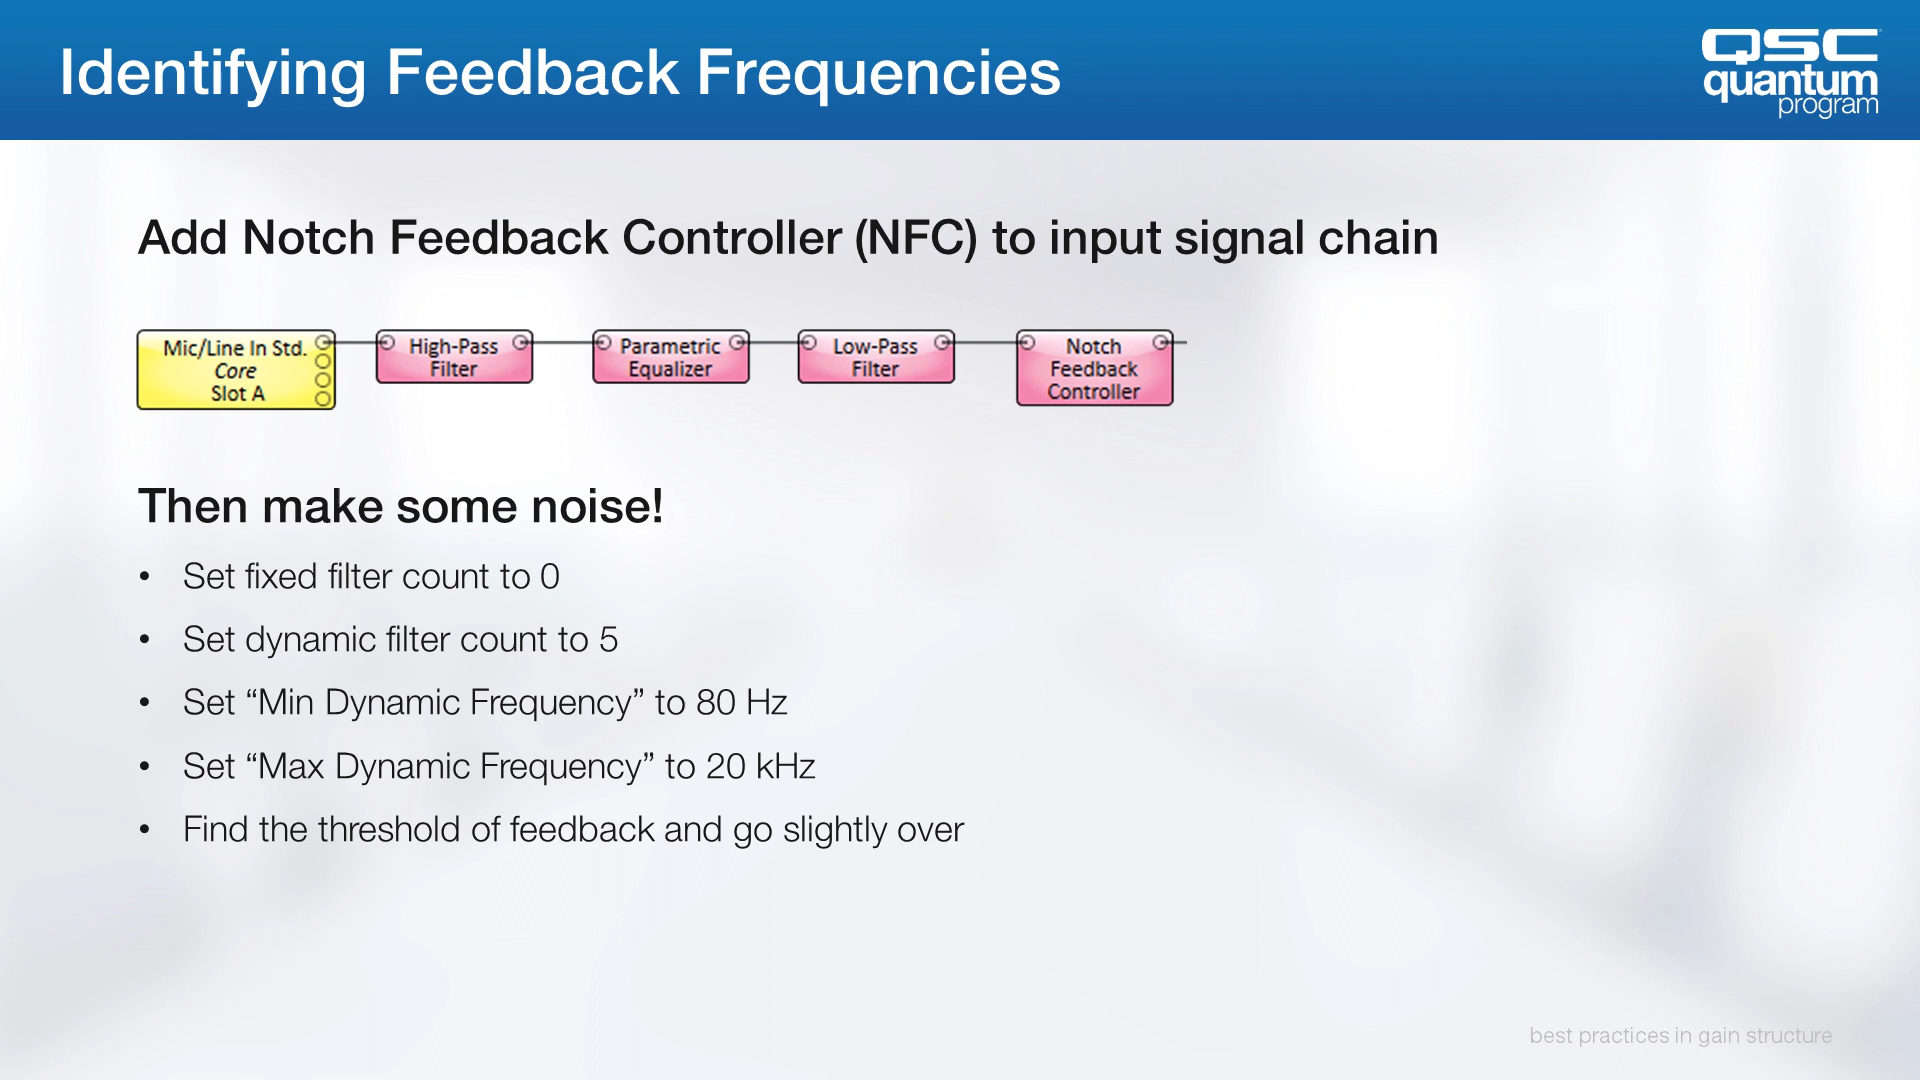 Identifying Feedback Frequencies
QSC
quantum
program
Add Notch Feedback Controller (NFC) to input signal chain
Mic/Line In Std.
Core
Slot A
High-Pass
Filter
Parametric
Equalizer
Low-Pass
Filter
Notch
Feedback
Controller
Then make some noise!
• Set fixed filter count to 0
• Set dynamic filter count to 5
• Set “Min Dynamic Frequency” to 80 Hz
• Set “Max Dynamic Frequency” to 20 kHz
• Find the threshold of feedback and go slightly over
best practices in gain structure